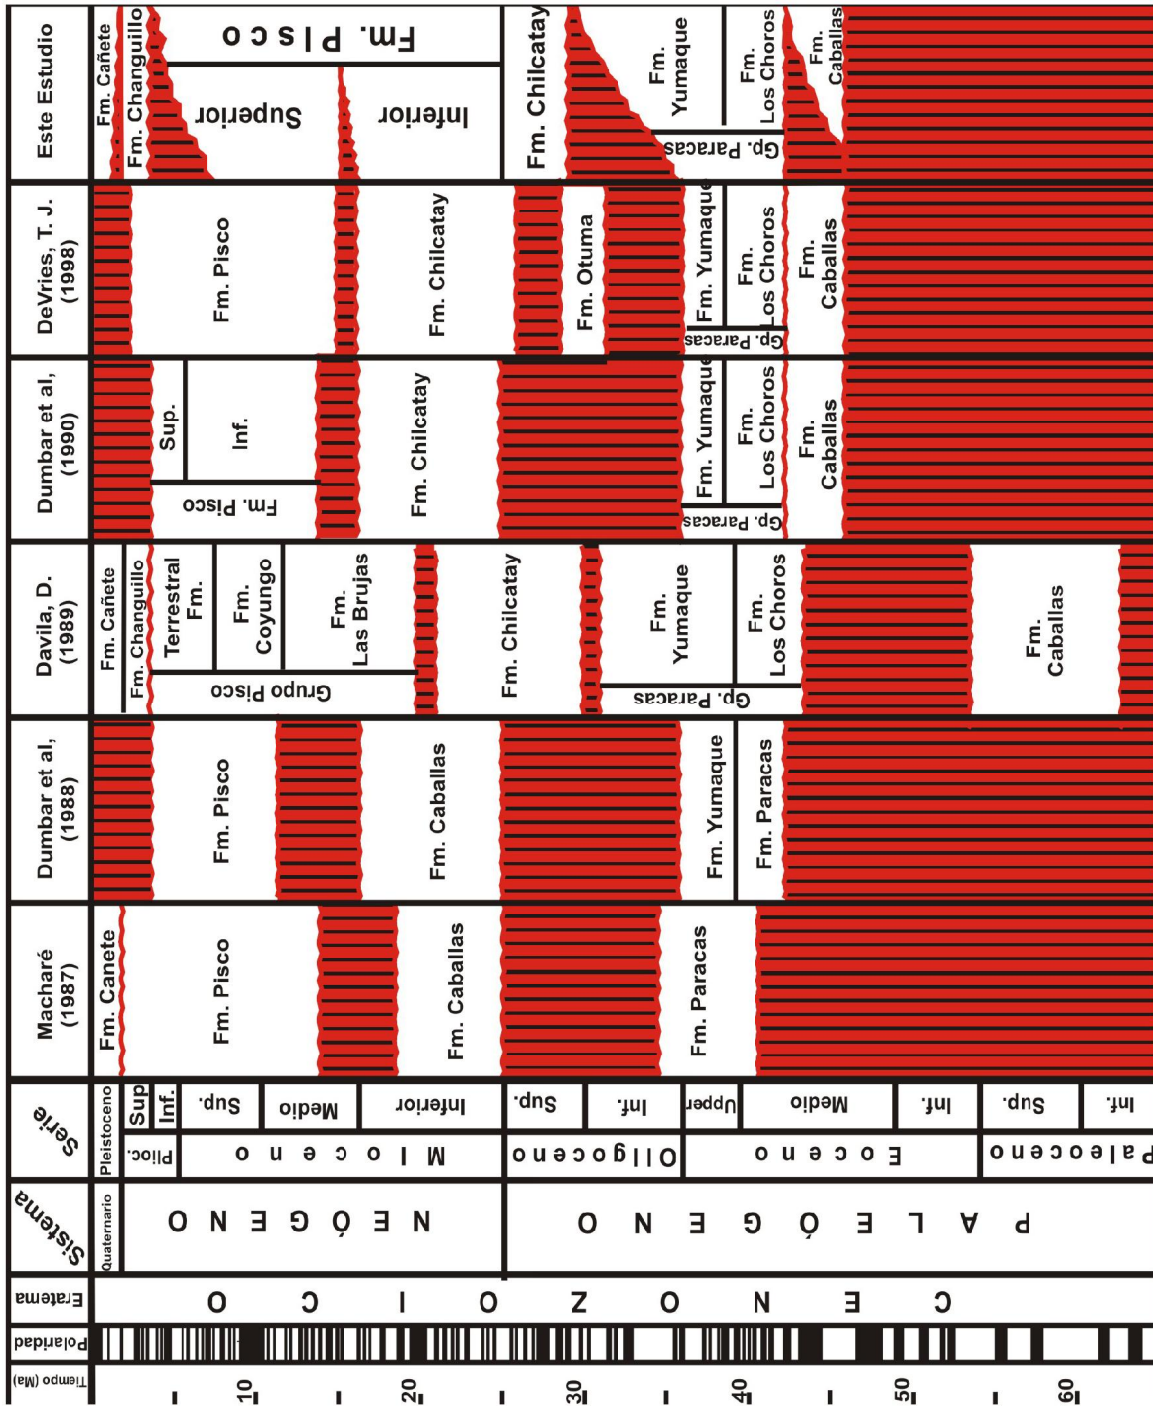 Tiempo (Ma)
Polaridad
Eratema
Sistéma
Serie
Macharé
(1987)
Dumbar et al,
(1988)
Davila, D.
(1989)
Dumbar et al,
(1990)
DeVries, T. J.
(1998)
Este Estudio
10
20
30
40
50
60
CENOZOICO
Quaternario
NEÓGENO
PALEÓGENO
Pleistoceno
Plioc.
Mioceno
Oligoceno
Eoceno
Paleoceno
Sup
Inf.
Sup.
Medio
Inferior
Sup.
Inf.
Upper
Medio
Inf.
Sup.
Inf.
Fm. Canete
Fm. Pisco
Fm. Caballas
Fm. Paracas
Fm. Pisco
Fm. Caballas
Fm. Yumaque
Fm. Paracas
Fm. Cañete
Fm. Changuillo
Grupo Pisco
Terrestral
Fm.
Fm.
Coyungo
Fm.
Las Brujas
Fm. Chilcatay
Gp. Paracas
Fm.
Yumaque
Fm.
Los Choros
Fm.
Caballas
Fm. Pisco
Sup.
Inf.
Fm. Chilcatay
Gp. Paracas
Fm. Yumaque
Fm.
Los Choros
Fm.
Caballas
Fm. Pisco
Fm. Chilcatay
Fm. Otuma
Gp. Paracas
Fm. Yumaque
Fm.
Los Choros
Fm.
Caballas
Fm. Cañete
Fm. Changuillo
Fm. Pisco
Superior
Inferior
Fm. Chilcatay
Gp. Paracas
Fm.
Yumaque
Fm.
Los Choros
Fm.
Caballas